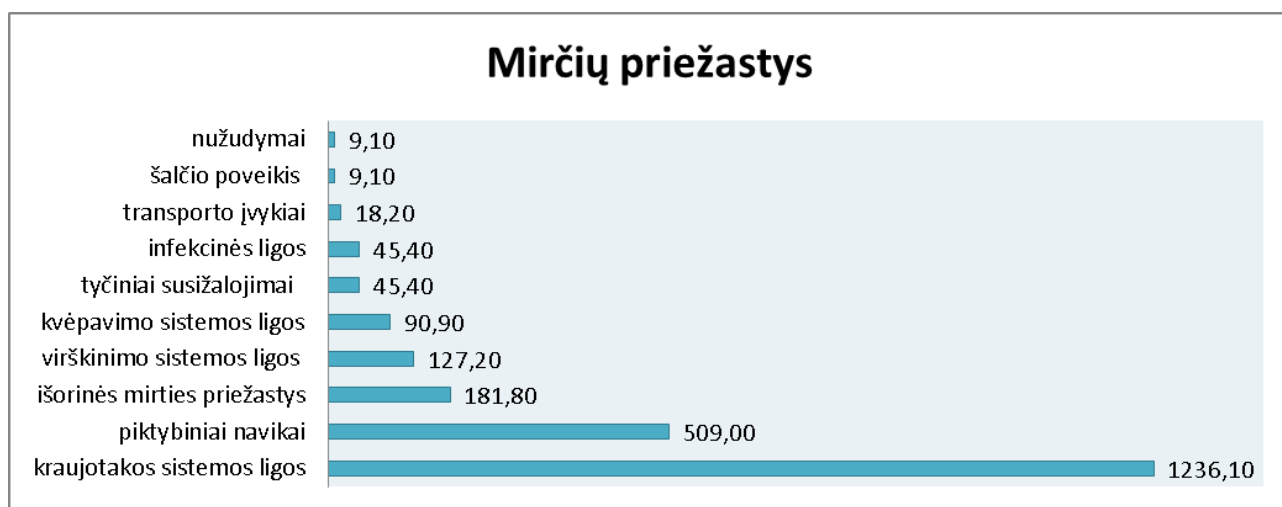 Mirčių priežastys
nužudymai 9,10
šalčio poveikis 9,10
transporto įvykiai 18,20
infekcinės ligos 45,40
tyčiniai susižalojimai 45,40
kvėpavimo sistemos ligos 90,90
virškinimo sistemos ligos 127,20
išorinės mirties priežastys 181,80
piktybiniai navikai 509,00
kraujotakos sistemos ligos 1236,10